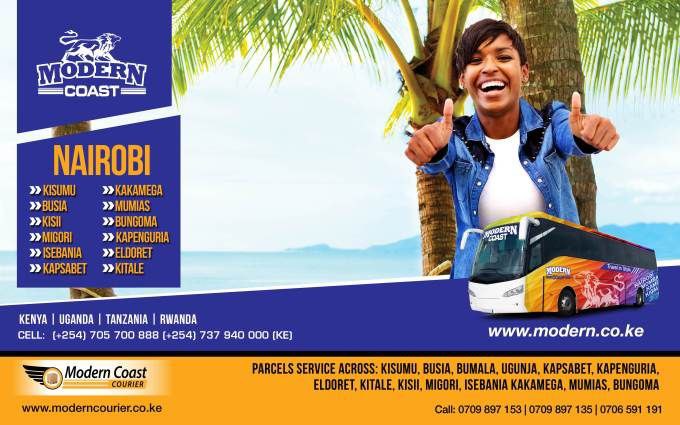 MODERN
COAST
NAIROBI
KISUMU
BUSIA
KISII
MIGORI
ISEBANIA
KAPSABET
KAKAMEGA
MUMIAS
BUNGOMA
KAPENGURIA
ELDORET
KITALE
MODERN
COAST
MODERN
KENYA | UGANDA | TANZANIA | RWANDA
CELL: (+254) 705 700 888 (+254) 737 940 000 (KE)
www.modern.co.ke
Modern Coast
COURIER
www.moderncourier.co.ke
PARCELS SERVICE ACROSS: KISUMU, BUSIA, BUMALA, UGUNJA, KAPSABET, KAPENGURIA,
ELDORET, KITALE, KISII, MIGORI, ISEBANIA KAKAMEGA, MUMIAS, BUNGOMA
Call: 0709 897 153 | 0709 897 135 | 0706 591 191